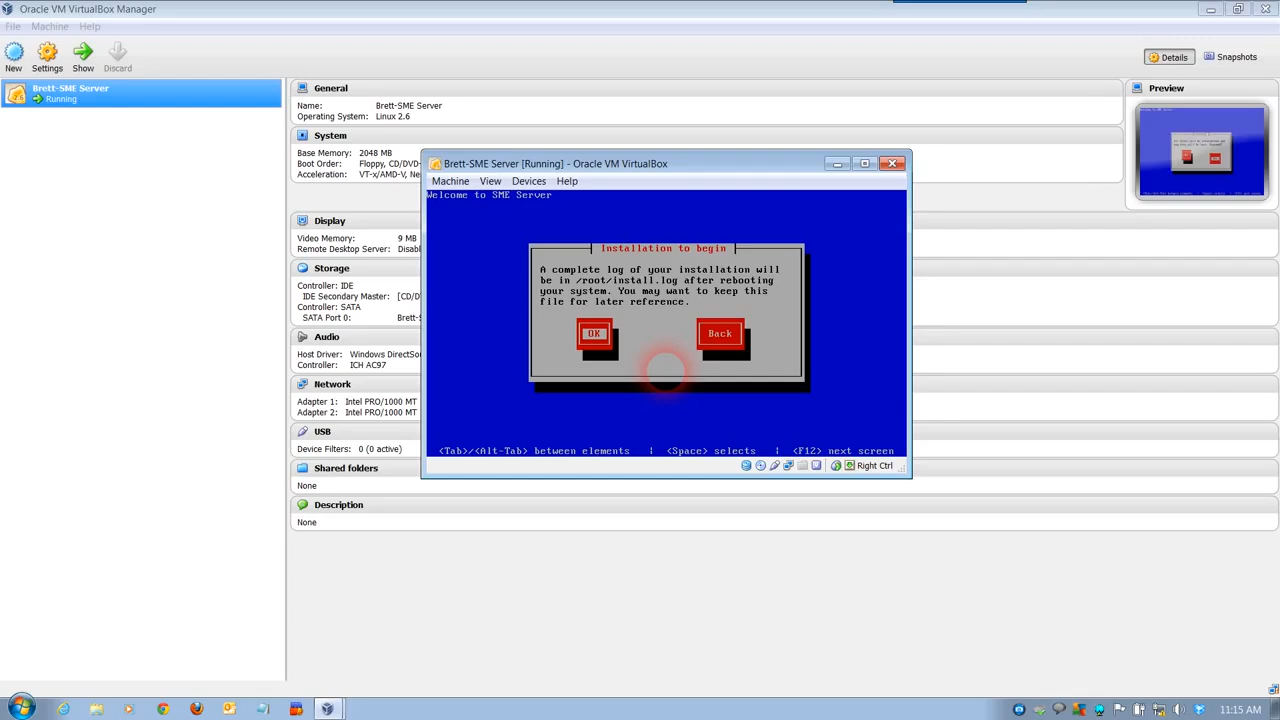 Oracle VM VirtualBox Manager
File Machine Help
New Settings Show Discard
Details Snapshots
Brett-SME Server
Running
General
Name: Brett-SME Server
Operating System: Linux 2.6
System
Base Memory: 2048 MB
Boot Order: Floppy, CD/DVD-
Acceleration: VT-x/AMD-V, Ne
Display
Video Memory: 9 MB
Remote Desktop Server: Disabl
Storage
Controller: IDE
IDE Secondary Master: [CD/D
Controller: SATA
SATA Port 0: Brett-S
Audio
Host Driver: Windows DirectSou
Controller: ICH AC97
Network
Adapter 1: Intel PRO/1000 MT
Adapter 2: Intel PRO/1000 MT
USB
Device Filters: 0 (0 active)
Shared folders
None
Description
None
Preview
Brett-SME Server [Running] - Oracle VM VirtualBox
Machine View Devices Help
Welcome to SME Server
Installation to begin
A complete log of your installation will
be in /root/install.log after rebooting
your system. You may want to keep this
file for later reference.
OK Back
<Tab>/<Alt-Tab> between elements | <Space> selects | <F12> next screen
Right Ctrl
11:15 AM